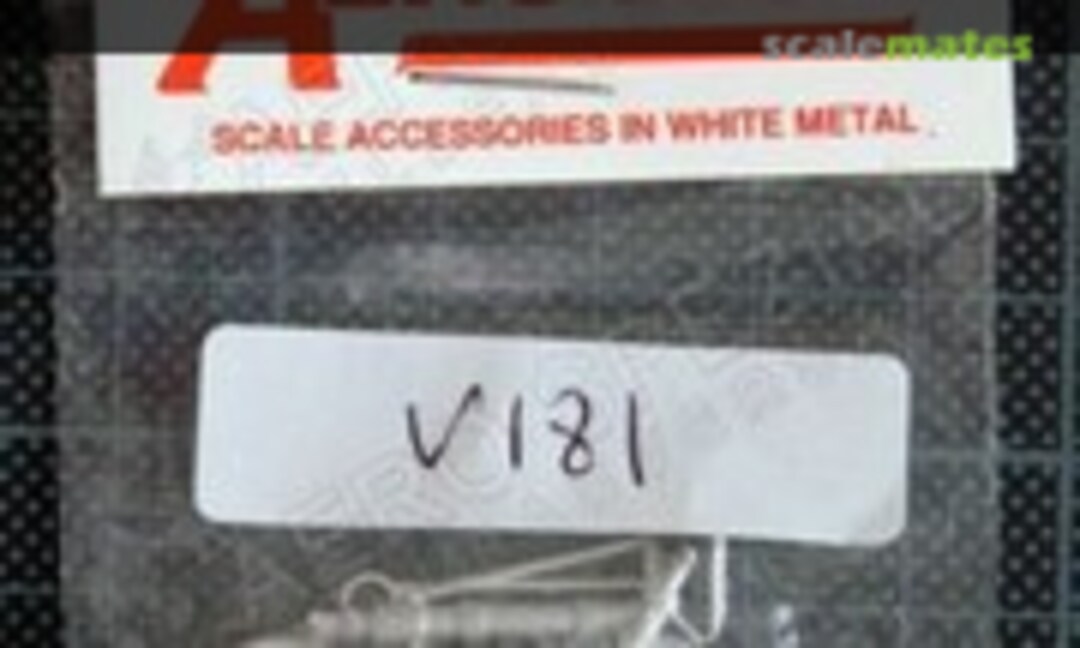 scalemates
SCALE ACCESSORIES IN WHITE METAL
V181